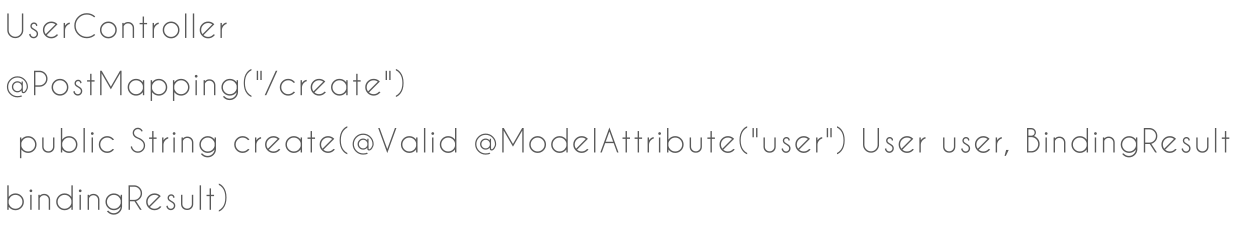 UserController
@PostMapping("/create")
public String create(@Valid @ModelAttribute("user") User user, BindingResult
bindingResult)